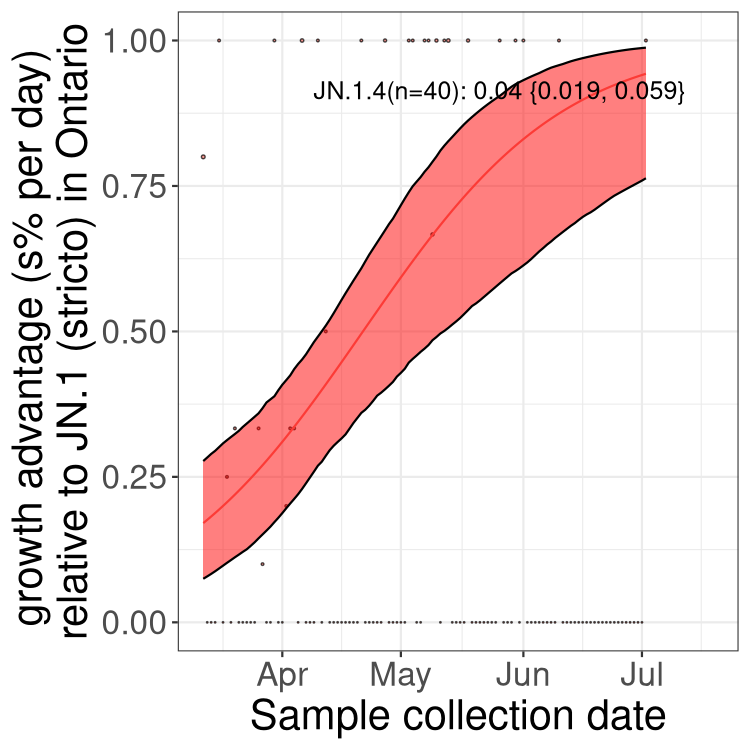 growth advantage (s% per day)
relative to JN.1 (stricto) in Ontario
1.00
0.75
0.50
0.25
0.00
JN.1.4(n=40): 0.04 {0.019, 0.059}
Apr May Jun Jul
Sample collection date